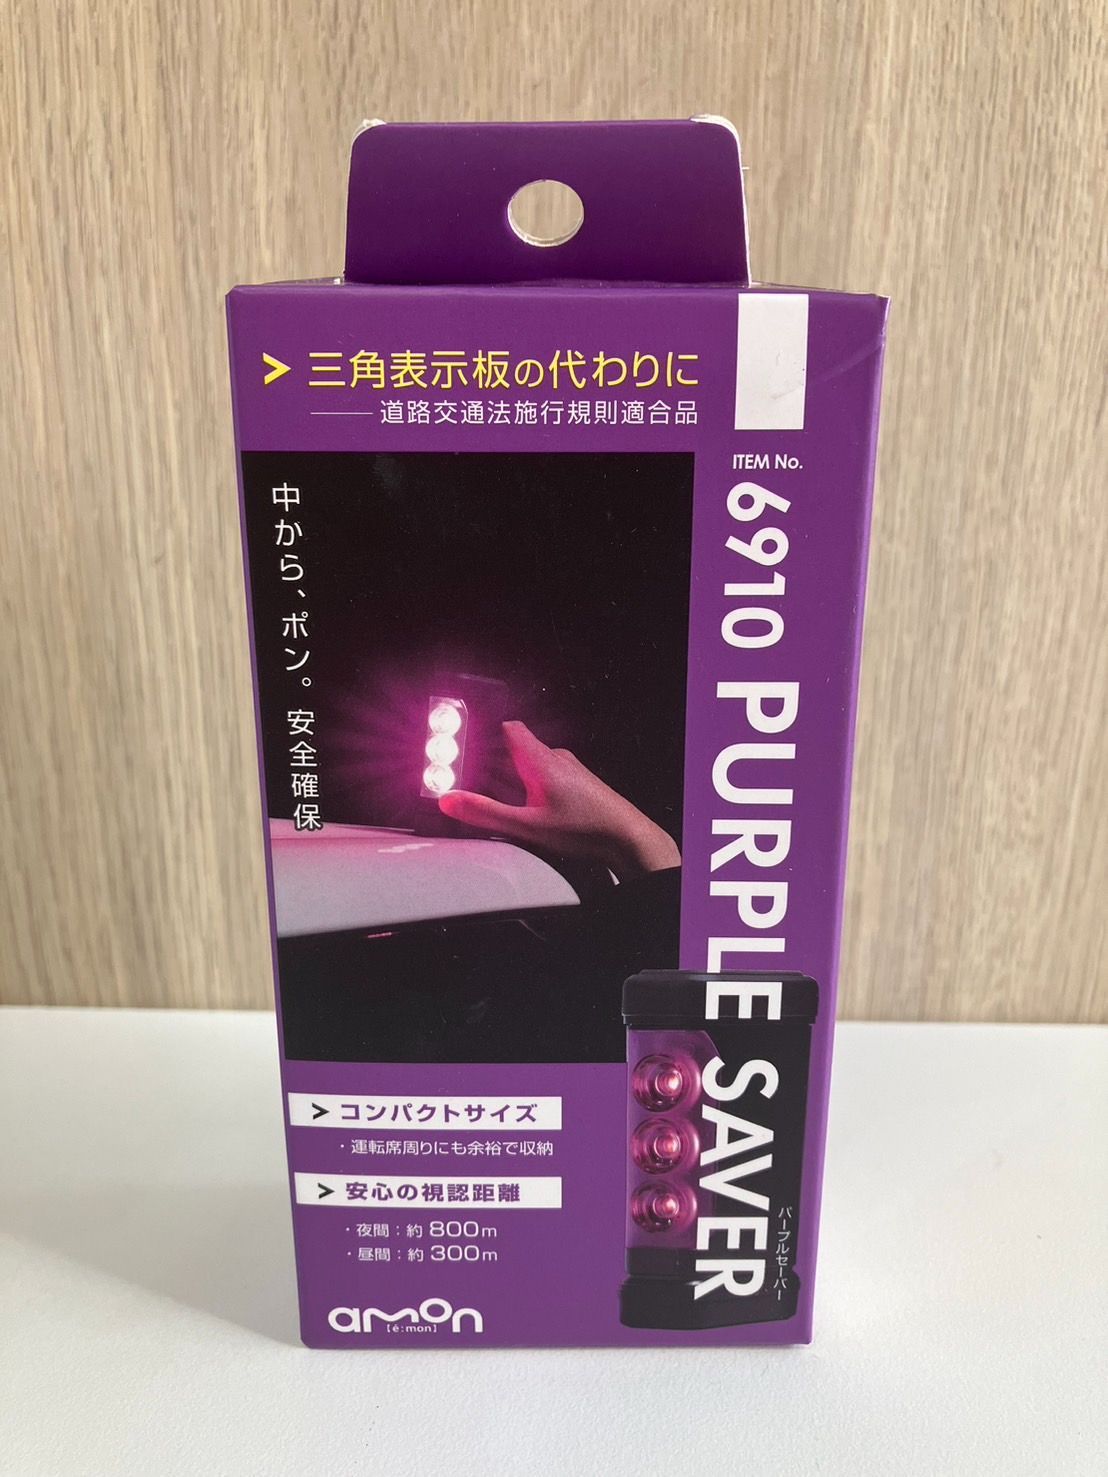 > 三角表示板の代わりに
道路交通法施行規則適合品
中から、ポン。安全確保
ITEM No.
6910 PURPLE SAVER
パープルセーバー
> コンパクトサイズ
・運転席周りにも余裕で収納
> 安心の視認距離
・夜間:約 800m
・昼間:約 300m
amon
[é:mon]